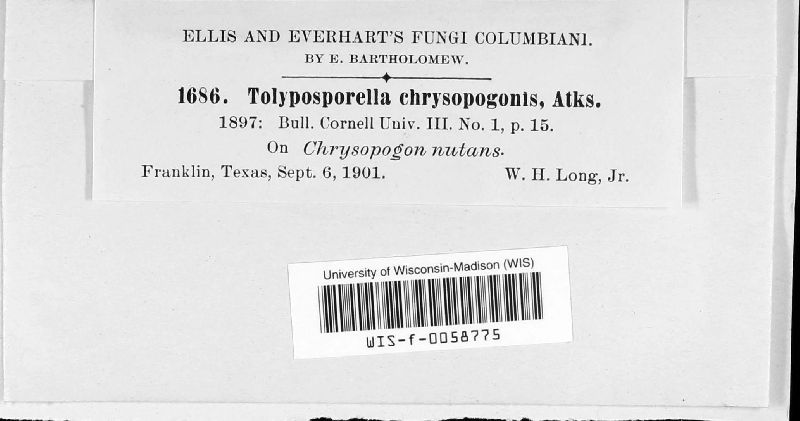 ELLIS AND EVERHART'S FUNGI COLUMBIANI.
BY E. BARTHOLOMEW.
1686. Tolyposporella chrysopogonis, Atks.
1897: Bull. Cornell Univ. III. No. 1, p. 15.
On Chrysopogon nutans.
Franklin, Texas, Sept. 6, 1901. W. H. Long, Jr.
University of Wisconsin-Madison (WIS)
WIS-f-0058775